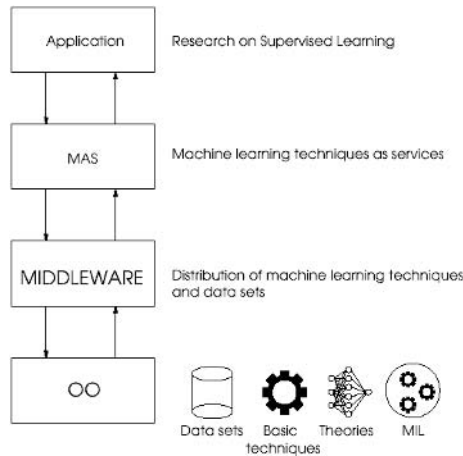 Application
Research on Supervised Learning
MAS
Machine learning techniques as services
MIDDLEWARE
Distribution of machine learning techniques
and data sets
OO
Data sets
Basic
techniques
Theories
MIL